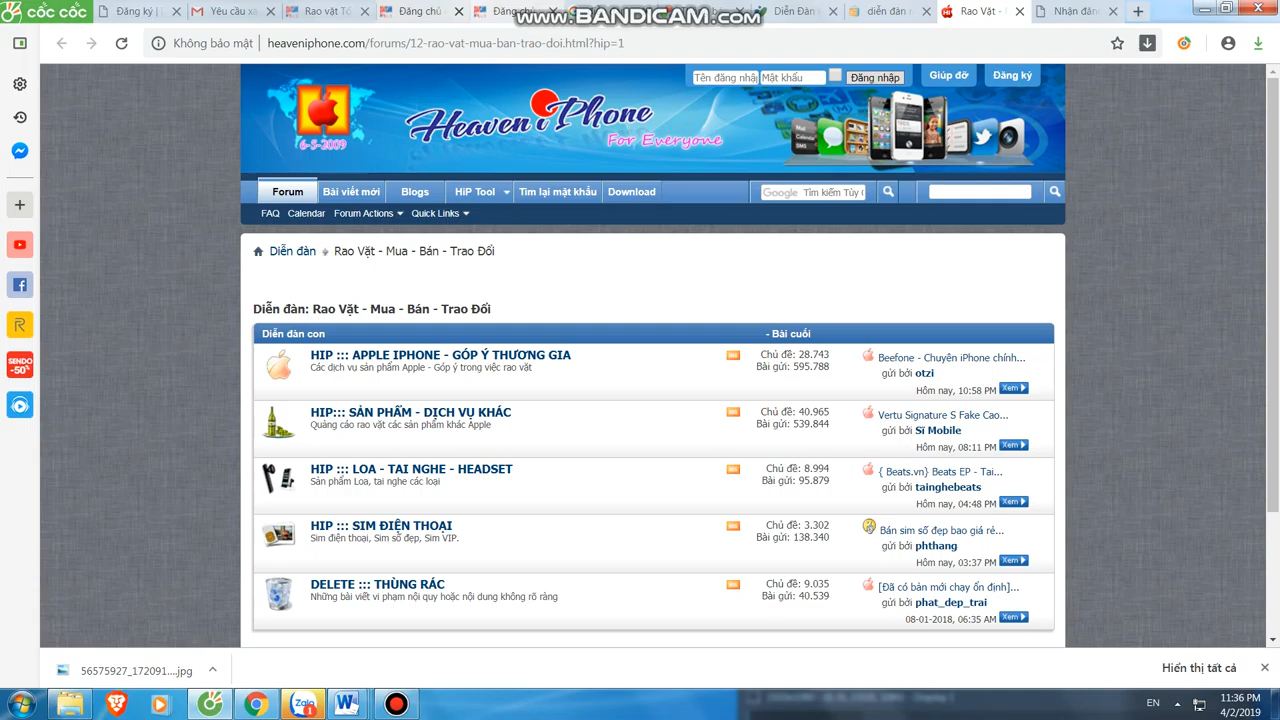 cốc cốc
Đăng ký [
Yêu cầu xá
Rao vặt Tố
Đăng chủ
www.BANDICAM.com
diễn Đàn
diễn đàn r
Rao Vặt -
Nhận đăng
Không bảo mật
heaveniphone.com/forums/12-rao-vat-mua-ban-trao-doi.html?hip=1
Tên đăng nhập
Mật khẩu
Đăng nhập
Giúp đỡ
Đăng ký
6-5-2009
Heaven iPhone
For Everyone
Forum
Bài viết mới
Blogs
HiP Tool
Tìm lại mật khẩu
Download
Google
Tìm kiếm Tùy
FAQ
Calendar
Forum Actions
Quick Links
Diễn đàn
Rao Vặt - Mua - Bán - Trao Đổi
Diễn đàn: Rao Vặt - Mua - Bán - Trao Đổi
Diễn đàn con
- Bài cuối
HIP ::: APPLE IPHONE - GÓP Ý THƯƠNG GIA
Các dịch vụ sản phẩm Apple - Góp ý trong việc rao vặt
Chủ đề: 28.743
Bài gửi: 595.788
Beefone - Chuyên iPhone chính...
gửi bởi otzi
Hôm nay, 10:58 PM Xem
HIP::: SẢN PHẨM - DỊCH VỤ KHÁC
Quảng cáo rao vặt các sản phẩm khác Apple
Chủ đề: 40.965
Bài gửi: 539.844
Vertu Signature S Fake Cao...
gửi bởi Sĩ Mobile
Hôm nay, 08:11 PM Xem
HIP ::: LOA - TAI NGHE - HEADSET
Sản phẩm Loa, tai nghe các loại
Chủ đề: 8.994
Bài gửi: 95.879
{ Beats.vn} Beats EP - Tai...
gửi bởi tainghebeats
Hôm nay, 04:48 PM Xem
HIP ::: SIM ĐIỆN THOẠI
Sim điện thoại, Sim số đẹp, Sim VIP.
Chủ đề: 3.302
Bài gửi: 138.340
Bán sim số đẹp bao giá rẻ...
gửi bởi phthang
Hôm nay, 03:37 PM Xem
DELETE ::: THÙNG RÁC
Những bài viết vi phạm nội quy hoặc nội dung không rõ ràng
Chủ đề: 9.035
Bài gửi: 40.539
[Đã có bản mới chạy ổn định]...
gửi bởi phat_dep_trai
08-01-2018, 06:35 AM Xem
SENDO
-50%
56575927_172091....jpg
Hiển thị tất cả
Zalo
EN
11:36 PM
4/2/2019